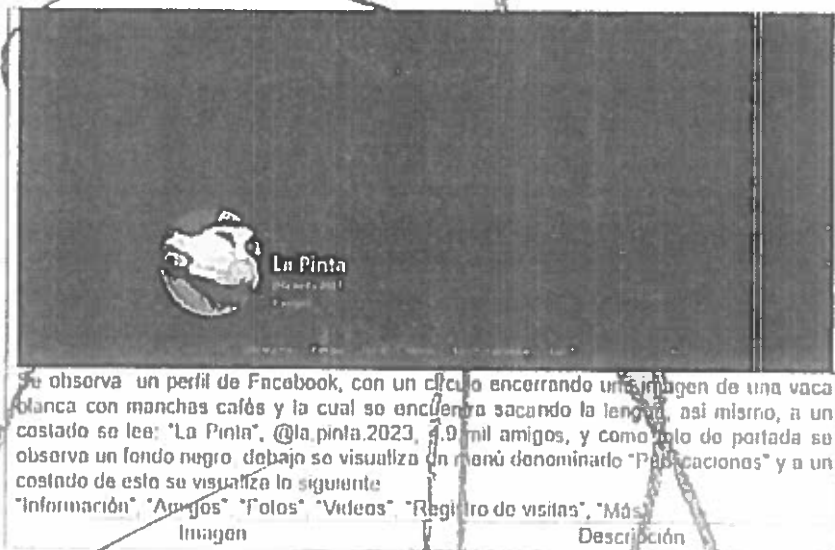 La Pinta
Se observa un perfil de Facebook, con un círculo encerrando una imagen de una vaca
blanca con manchas cafés y la cual se encuentra sacando la lengua, así mismo, a un
costado se lee: "La Pinta", @la.pinta.2023, 4.9 mil amigos, y como foto de portada se
observa un fondo negro debajo se visualiza un menú denominado "Publicaciones" y a un
costado de esto se visualiza lo siguiente
"Información", "Amigos" "Fotos" "Videos", "Registro de visitas", "Más"
Imagen Descripción